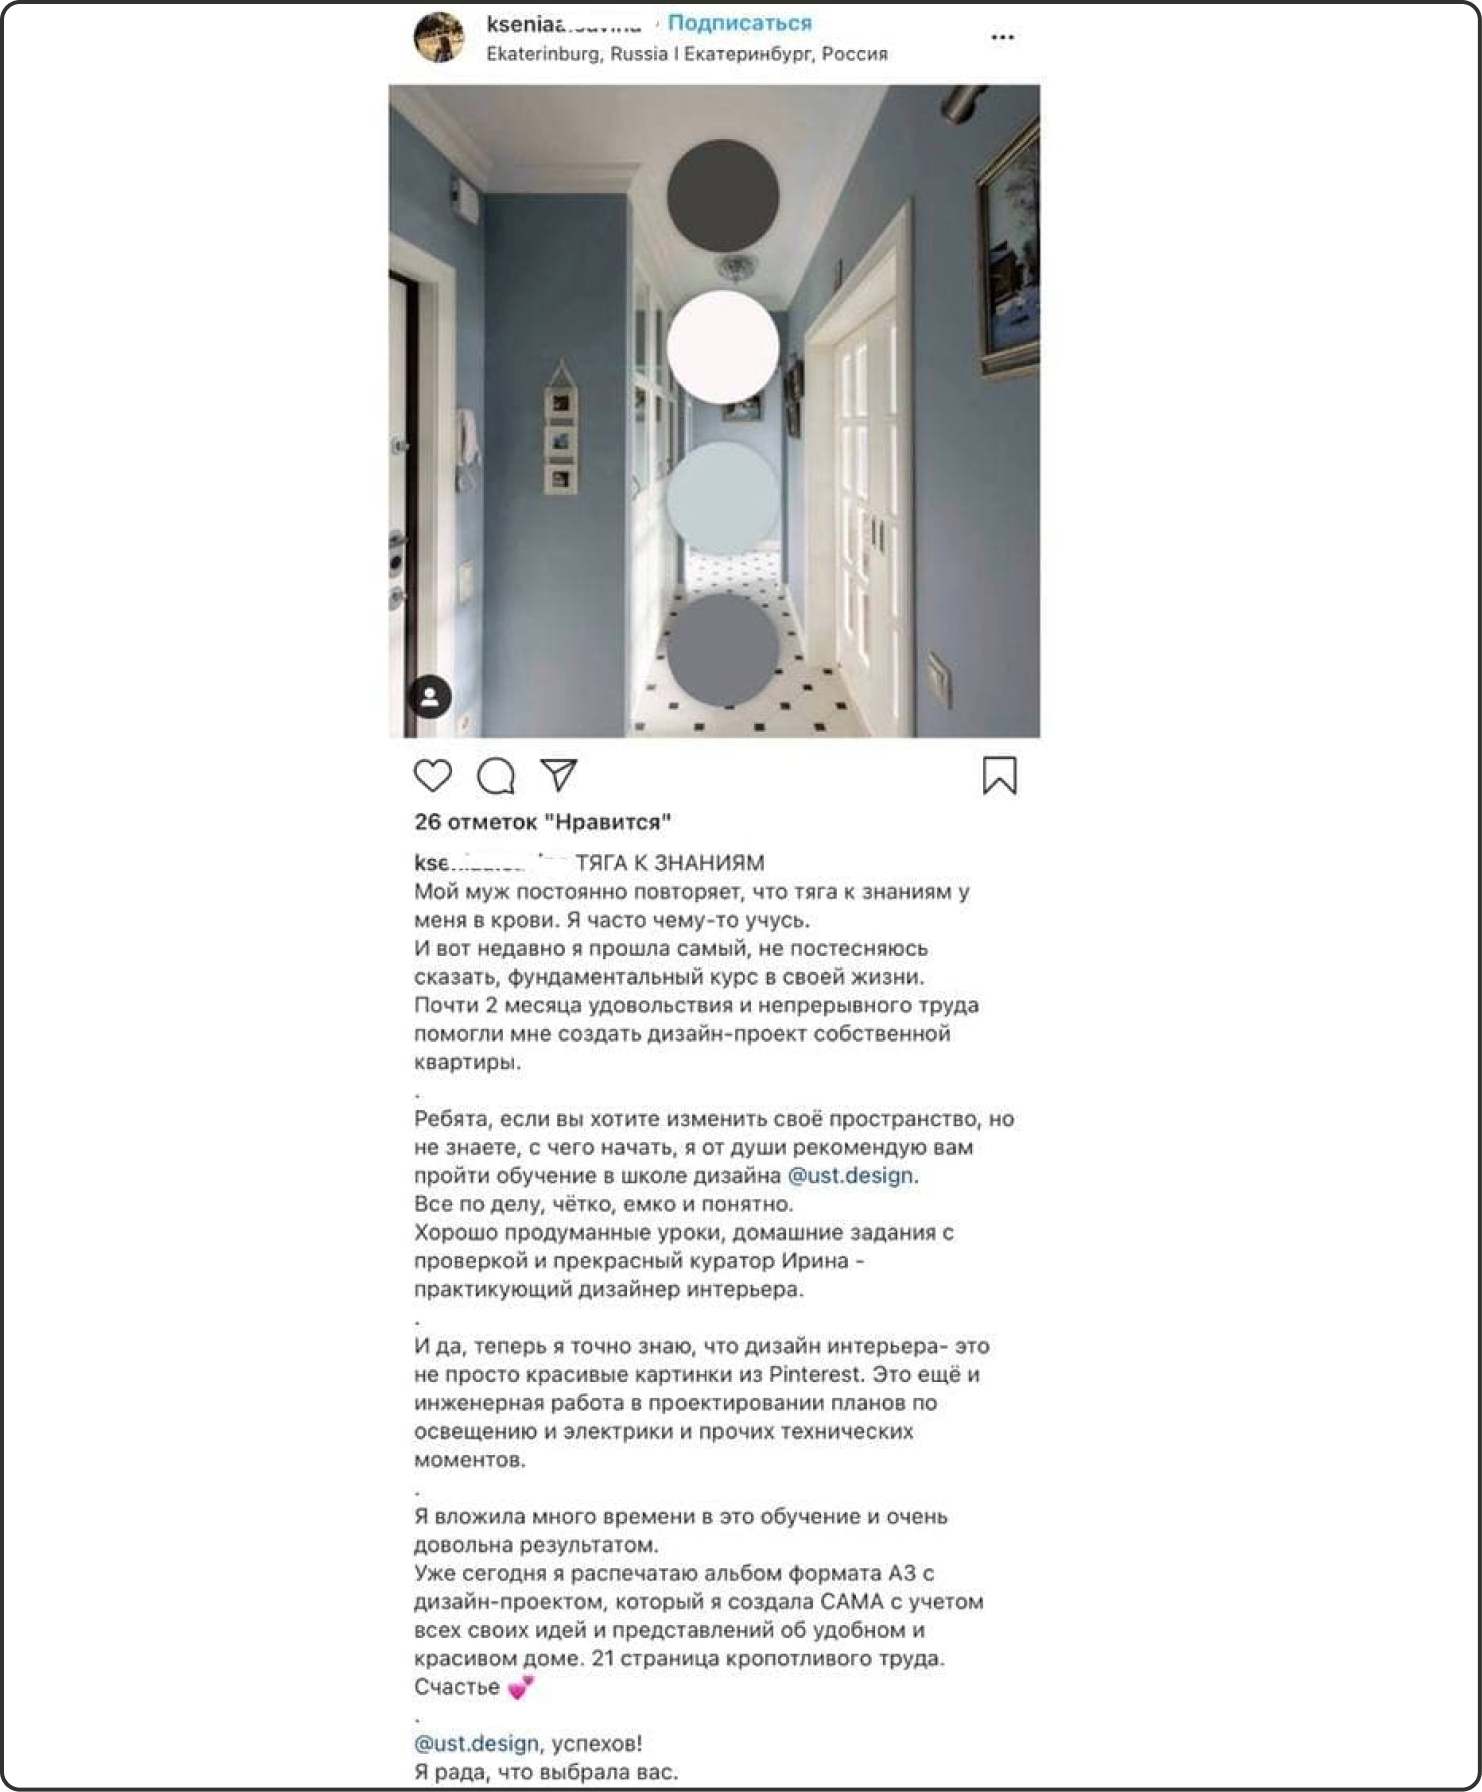 Подписаться
Ekaterinburg, Russia I Екатеринбург, Россия
26 отметок "Нравится"
ТЯГА К ЗНАНИЯМ
Мой муж постоянно повторяет, что тяга к знаниям у
меня в крови. Я часто чему-то учусь.
И вот недавно я прошла самый, не постесняюсь
сказать, фундаментальный курс в своей жизни.
Почти 2 месяца удовольствия и непрерывного труда
помогли мне создать дизайн-проект собственной
квартиры.
.
Ребята, если вы хотите изменить своё пространство, но
не знаете, с чего начать, я от души рекомендую вам
пройти обучение в школе дизайна @ust.design.
Все по делу, чётко, емко и понятно.
Хорошо продуманные уроки, домашние задания с
проверкой и прекрасный куратор Ирина -
практикующий дизайнер интерьера.
.
И да, теперь я точно знаю, что дизайн интерьера- это
не просто красивые картинки из Pinterest. Это ещё и
инженерная работа в проектировании планов по
освещению и электрики и прочих технических
моментов.
.
Я вложила много времени в это обучение и очень
довольна результатом.
Уже сегодня я распечатаю альбом формата А3 с
дизайн-проектом, который я создала САМА с учетом
всех своих идей и представлений об удобном и
красивом доме. 21 страница кропотливого труда.
Счастье 💕
.
@ust.design, успехов!
Я рада, что выбрала вас.